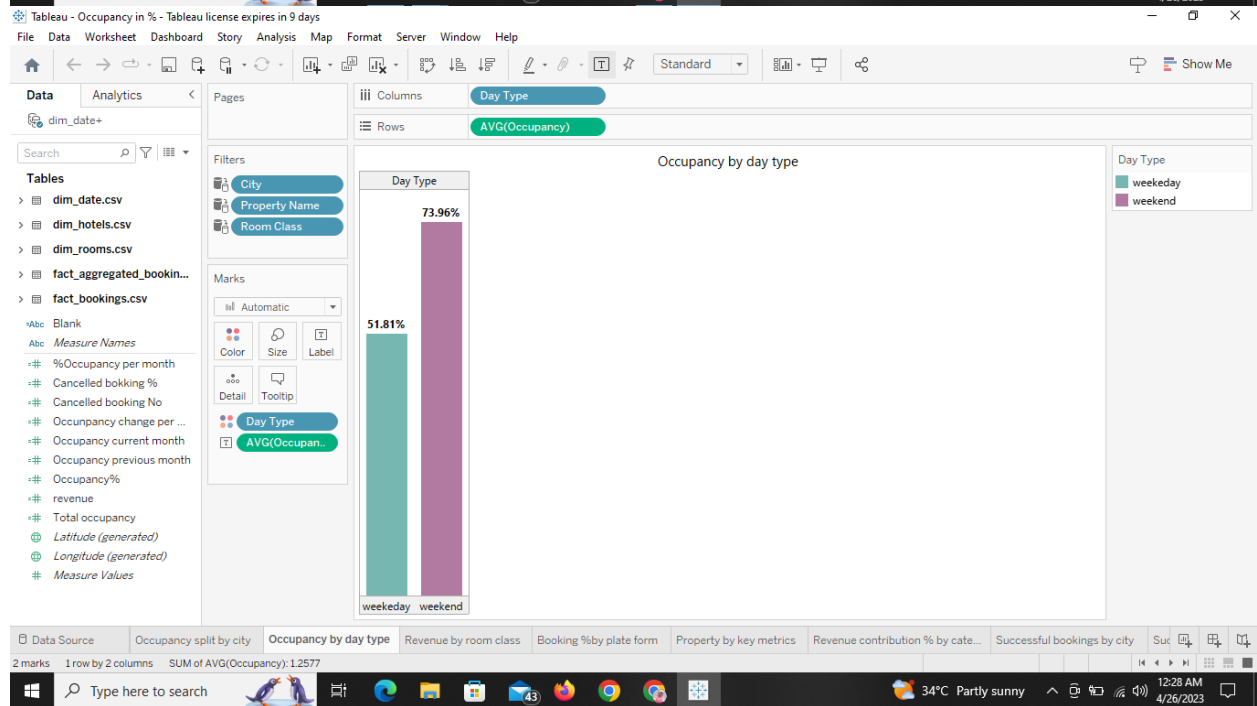 Tableau - Occupancy in % - Tableau license expires in 9 days
File Data Worksheet Dashboard Story Analysis Map Format Server Window Help
Standard
Show Me
Data Analytics
dim_date+
Search
Tables
dim_date.csv
dim_hotels.csv
dim_rooms.csv
fact_aggregated_bookin...
fact_bookings.csv
Abc Blank
Abc Measure Names
%Occupancy per month
Cancelled bokking %
Cancelled booking No
Occunpancy change per ...
Occupancy current month
Occupancy previous month
Occupancy%
revenue
Total occupancy
Latitude (generated)
Longitude (generated)
Measure Values
Pages
Filters
City
Property Name
Room Class
Marks
Automatic
Color Size Label
Detail Tooltip
Day Type
AVG(Occupan..
Columns Day Type
Rows AVG(Occupancy)
Occupancy by day type
Day Type
73.96%
51.81%
weekeday weekend
Day Type
weekeday
weekend
Data Source Occupancy split by city Occupancy by day type Revenue by room class Booking %by plate form Property by key metrics Revenue contribution % by cate... Successful bookings by city Suc
2 marks 1 row by 2 columns SUM of AVG(Occupancy): 1.2577
Type here to search
43
34°C Partly sunny
12:28 AM
4/26/2023